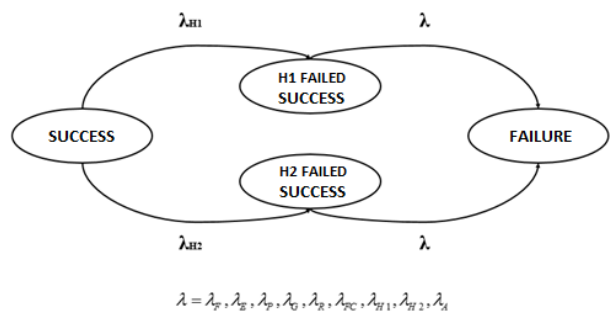 λH1 λ
H1 FAILED
SUCCESS
SUCCESS
FAILURE
H2 FAILED
SUCCESS
λH2 λ
λ = λF , λE , λP , λG , λR , λFC , λH1 , λH2 , λA